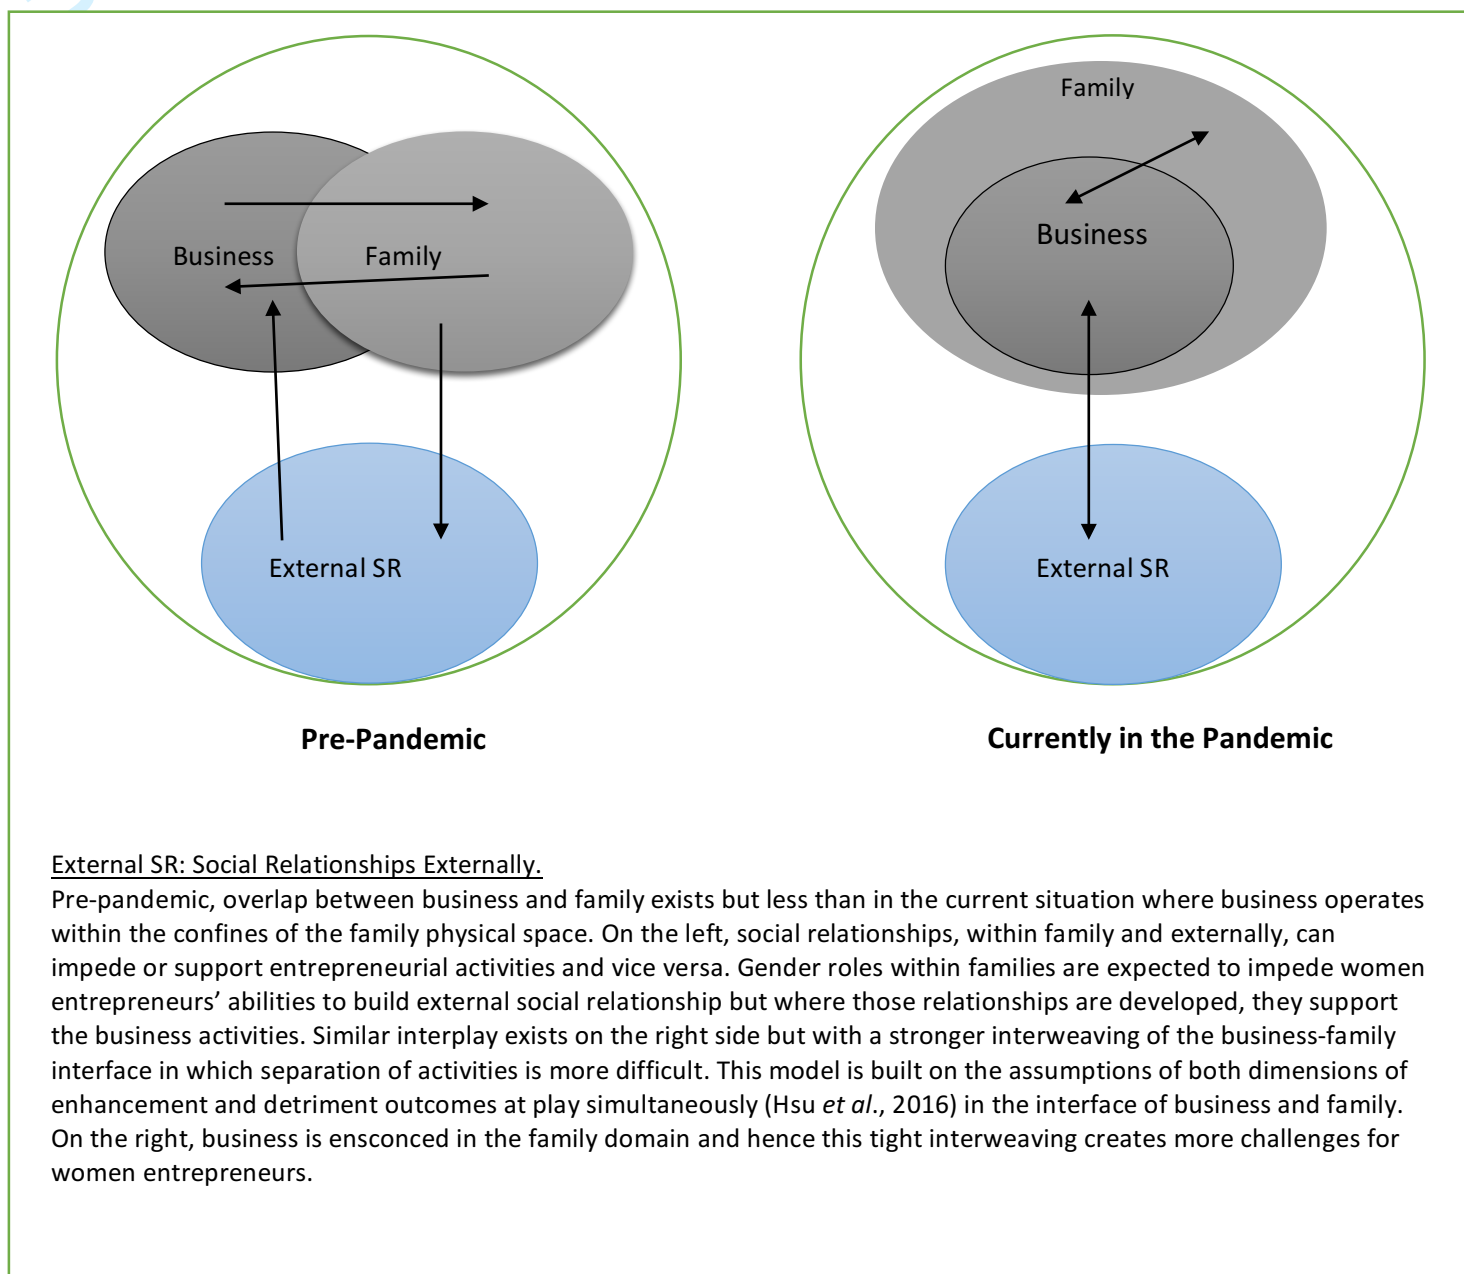 Family
Business
Family
Business
External SR
External SR
Pre-Pandemic
Currently in the Pandemic
External SR: Social Relationships Externally.
Pre-pandemic, overlap between business and family exists but less than in the current situation where business operates
within the confines of the family physical space. On the left, social relationships, within family and externally, can
impede or support entrepreneurial activities and vice versa. Gender roles within families are expected to impede women
entrepreneurs’ abilities to build external social relationship but where those relationships are developed, they support
the business activities. Similar interplay exists on the right side but with a stronger interweaving of the business-family
interface in which separation of activities is more difficult. This model is built on the assumptions of both dimensions of
enhancement and detriment outcomes at play simultaneously (Hsu et al., 2016) in the interface of business and family.
On the right, business is ensconced in the family domain and hence this tight interweaving creates more challenges for
women entrepreneurs.